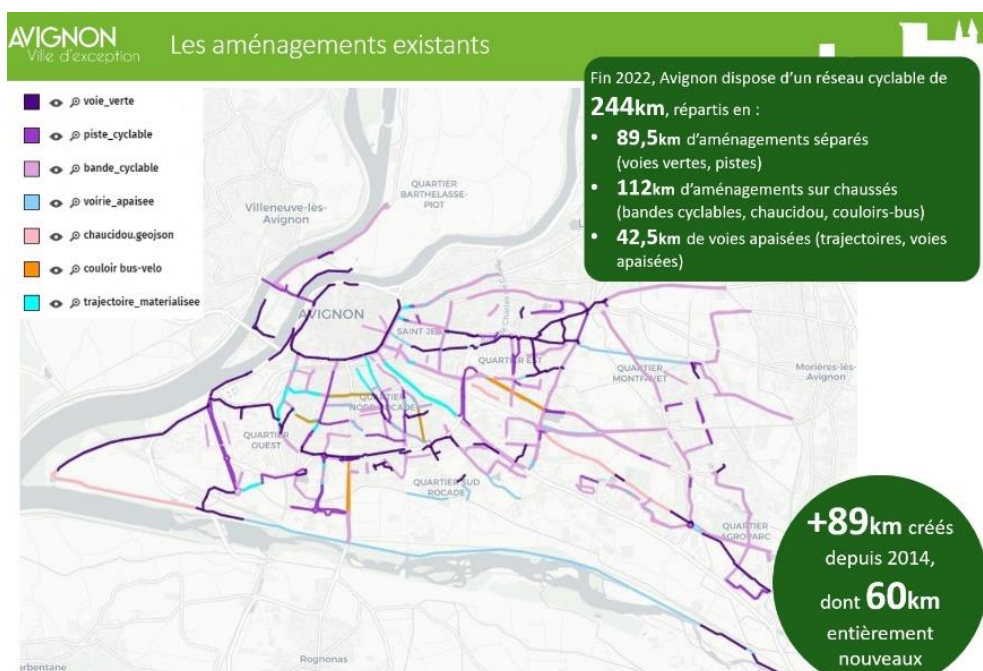 AVIGNON
Ville d'exception
Les aménagements existants
Fin 2022, Avignon dispose d'un réseau cyclable de
244km, répartis en :
• 89,5km d'aménagements séparés
(voies vertes, pistes)
• 112km d'aménagements sur chaussés
(bandes cyclables, chaucidou, couloirs-bus)
• 42,5km de voies apaisées (trajectoires, voies
apaisées)
voie_verte
piste_cyclable
bande_cyclable
voirie_apaisee
chaucidou.geojson
couloir bus-velo
trajectoire_materialisee
QUARTIER
BARTHELASSE-
PIOT
Villeneuve-lès-
Avignon
AVIGNON
QUARTIER EST
QUARTIER
MONTFAVET
Morières-lès-
Avignon
QUARTIER
NORD ROCADE
QUARTIER
OUEST
QUARTIER SUD
ROCADE
QUARTIER
AGROPARC
Rognonas
+89km créés
depuis 2014,
dont 60km
entièrement
nouveaux